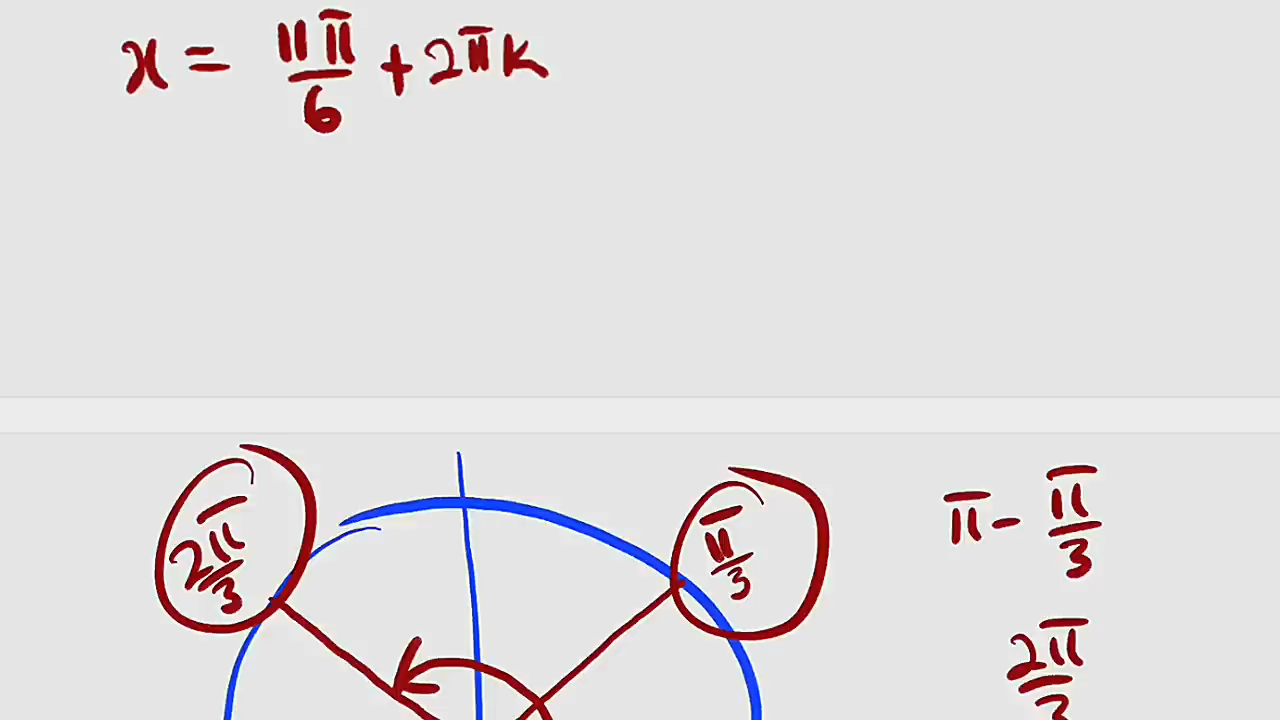 x = 11π/6 + 2πk
2π/3
π/3
π - π/3
2π/3